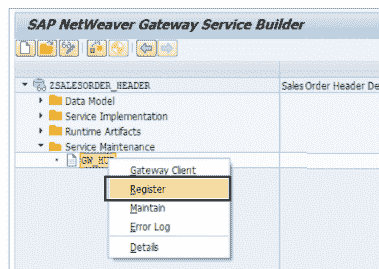 SAP NetWeaver Gateway Service Builder
ZSALESORDER_HEADER
Sales Order Header De
Data Model
Service Implementation
Runtime Artifacts
Service Maintenance
GW_HUB
Gateway Client
Register
Maintain
Error Log
Details